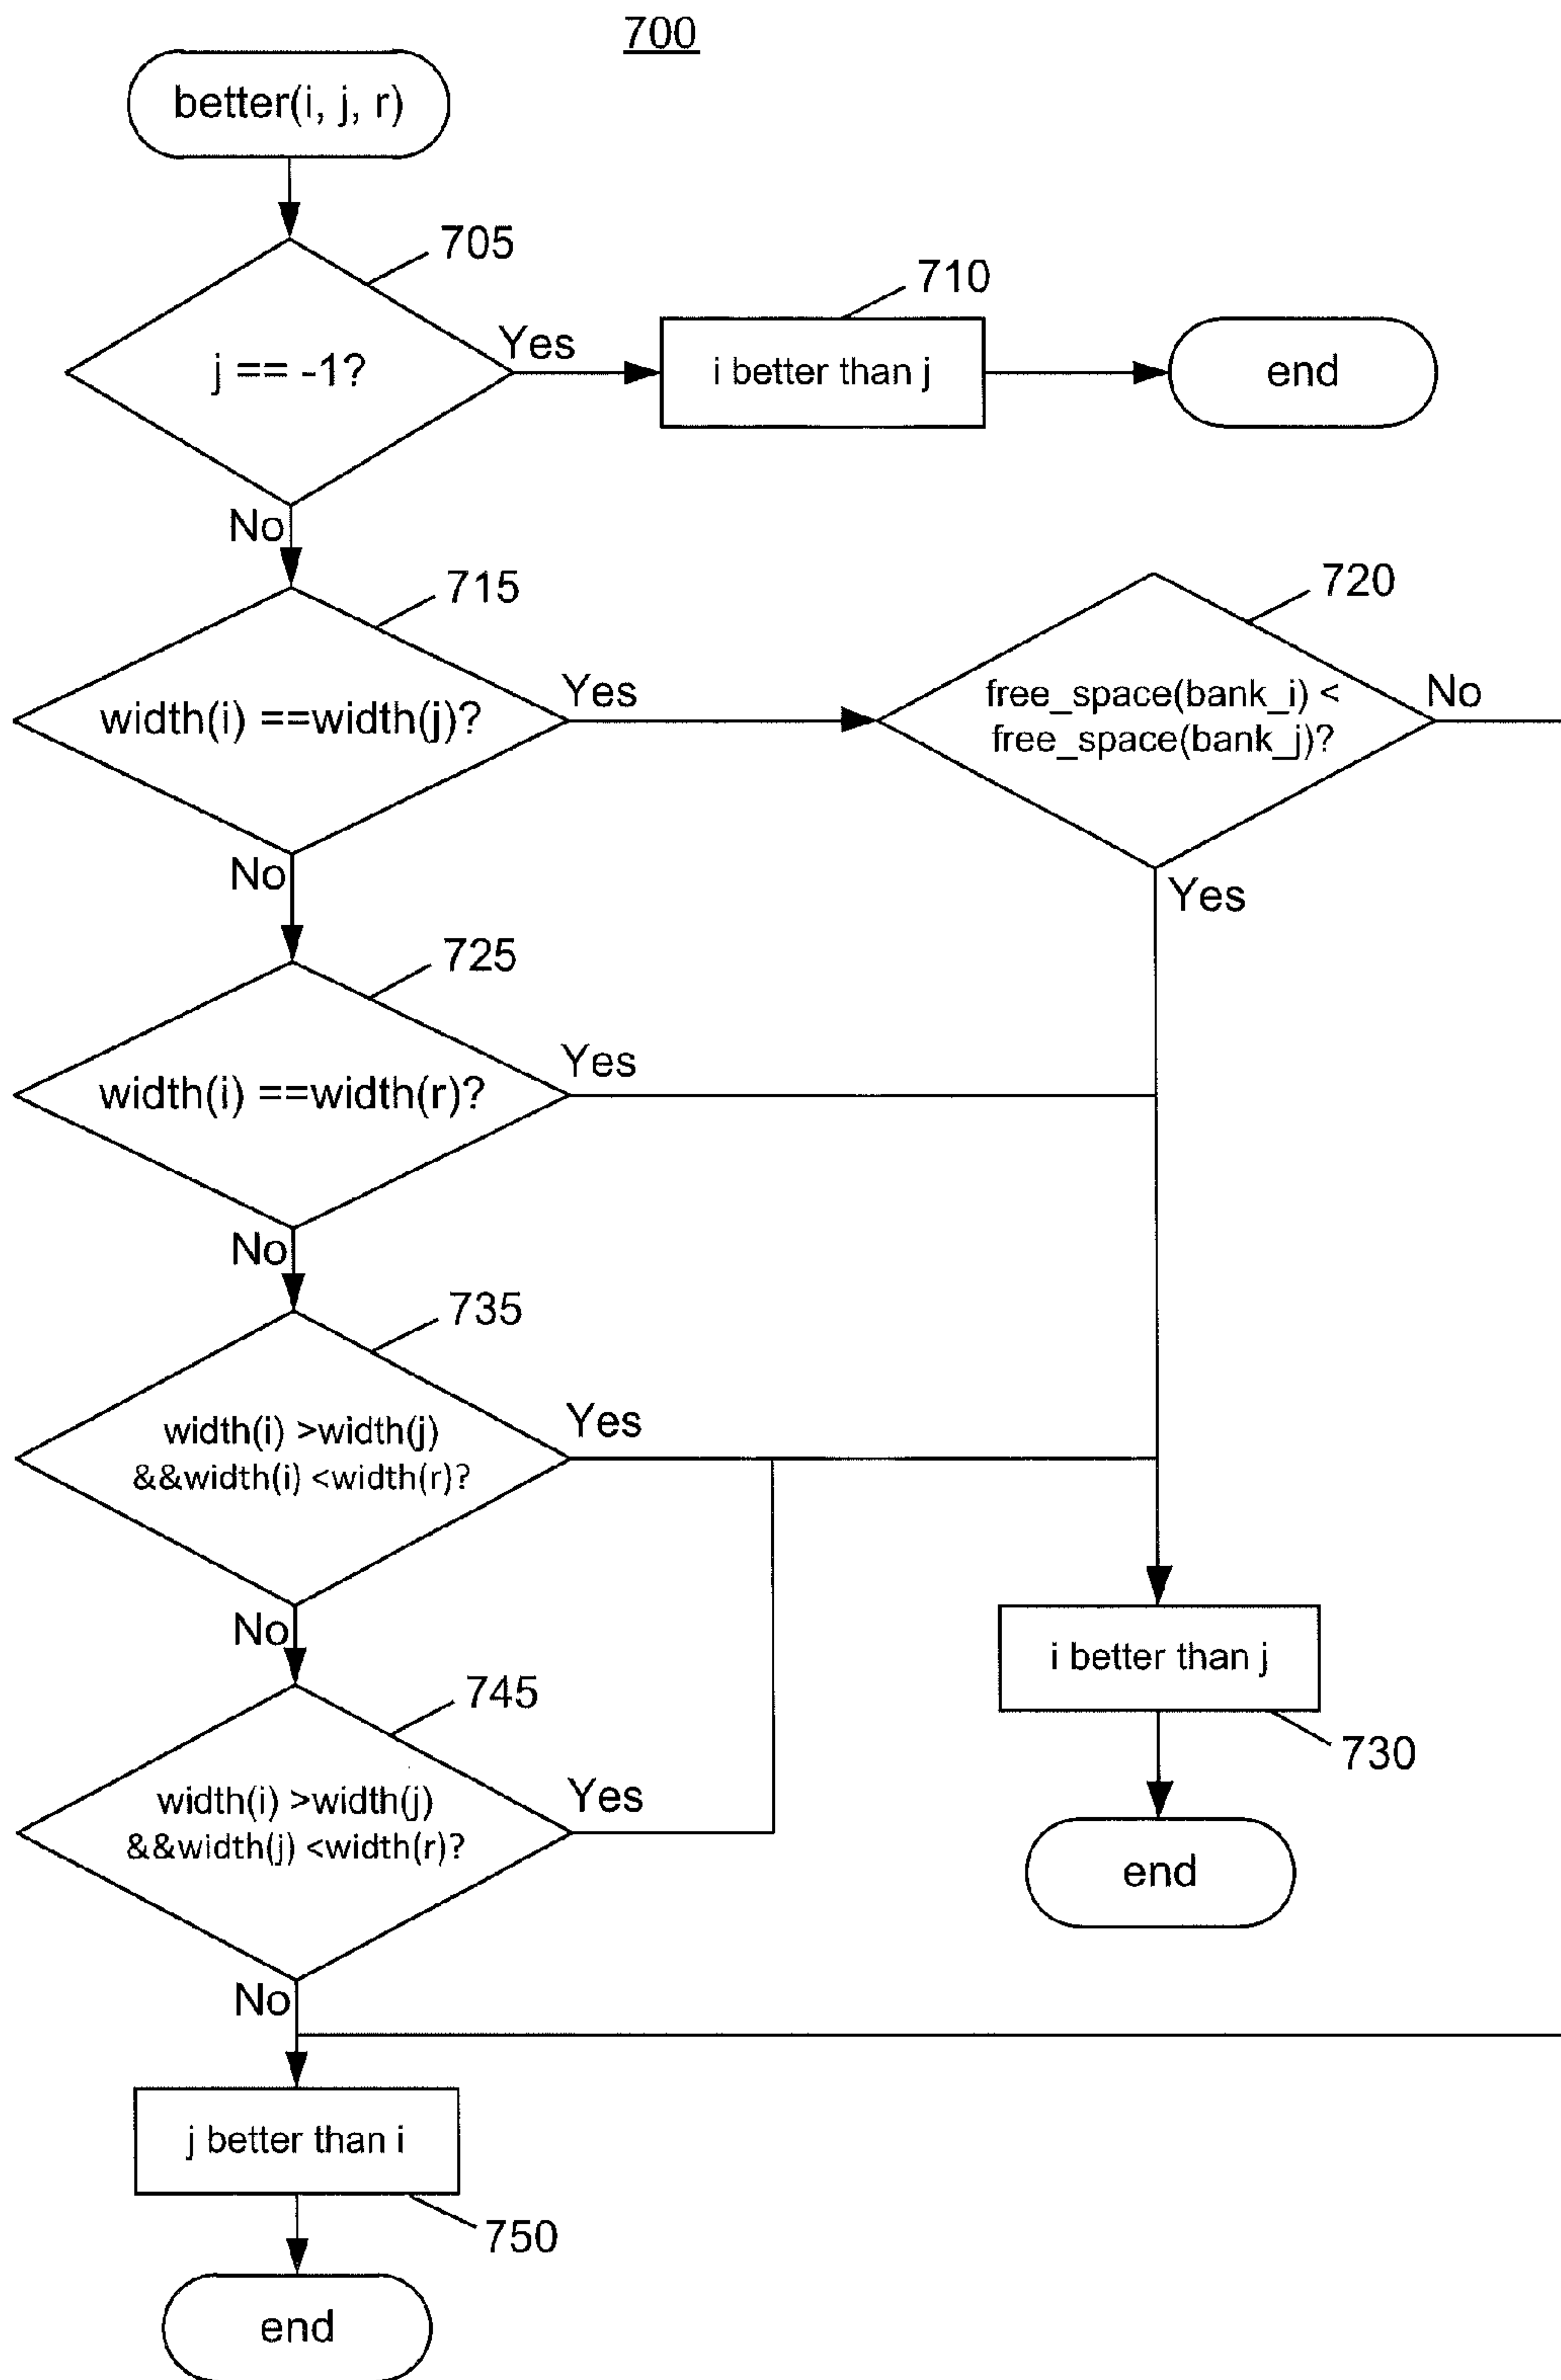 700
better(i, j, r)
705
j == -1?
Yes
710
i better than j
end
No
715
width(i) ==width(j)?
Yes
720
free_space(bank_i) <
free_space(bank_j)?
No
Yes
No
725
width(i) ==width(r)?
Yes
No
735
width(i) >width(j)
&&width(i) <width(r)?
Yes
No
745
width(i) >width(j)
&&width(j) <width(r)?
Yes
i better than j
730
end
No
j better than i
750
end